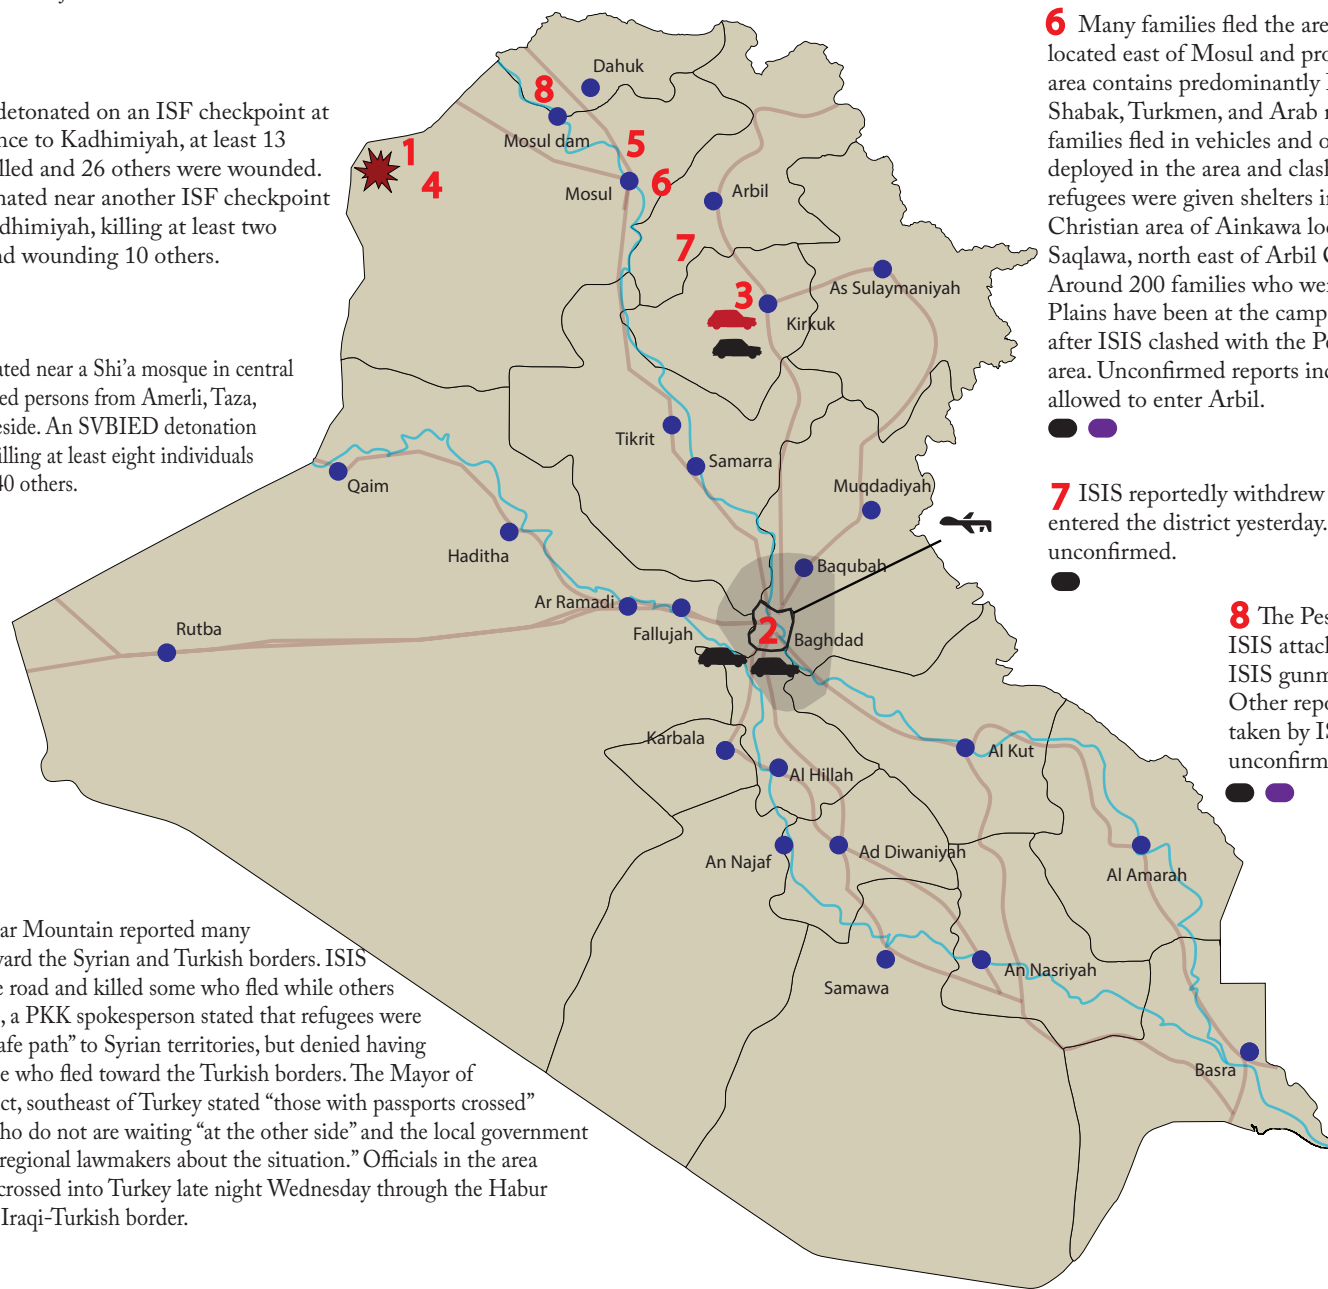 detonated on an ISF checkpoint at
nce to Kadhimiyah, at least 13
lled and 26 others were wounded.
nated near another ISF checkpoint
dhimiyah, killing at least two
nd wounding 10 others.
ated near a Shi'a mosque in central
ed persons from Amerli, Taza,
eside. An SVBIED detonation
illing at least eight individuals
40 others.
ar Mountain reported many
ward the Syrian and Turkish borders. ISIS
e road and killed some who fled while others
, a PKK spokesperson stated that refugees were
afe path” to Syrian territories, but denied having
e who fled toward the Turkish borders. The Mayor of
ct, southeast of Turkey stated “those with passports crossed”
ho do not are waiting “at the other side” and the local government
regional lawmakers about the situation.” Officials in the area
crossed into Turkey late night Wednesday through the Habur
Iraqi-Turkish border.
Dahuk
8
Mosul dam
1
4
5
Mosul
6
Arbil
7
3
As Sulaymaniyah
Kirkuk
Tikrit
Samarra
Qaim
Muqdadiyah
Haditha
Baqubah
Ar Ramadi
Fallujah
2
Baghdad
Rutba
Karbala
Al Kut
Al Hillah
An Najaf
Ad Diwaniyah
Al Amarah
An Nasriyah
Samawa
Basra
6 Many families fled the are
located east of Mosul and pro
area contains predominantly
Shabak, Turkmen, and Arab
families fled in vehicles and o
deployed in the area and clash
refugees were given shelters in
Christian area of Ainkawa loc
Saqlawa, north east of Arbil C
Around 200 families who wer
Plains have been at the camp
after ISIS clashed with the Pe
area. Unconfirmed reports ind
allowed to enter Arbil.
7 ISIS reportedly withdrew
entered the district yesterday.
unconfirmed.
8 The Pes
ISIS attack
ISIS gunm
Other repo
taken by IS
unconfirm